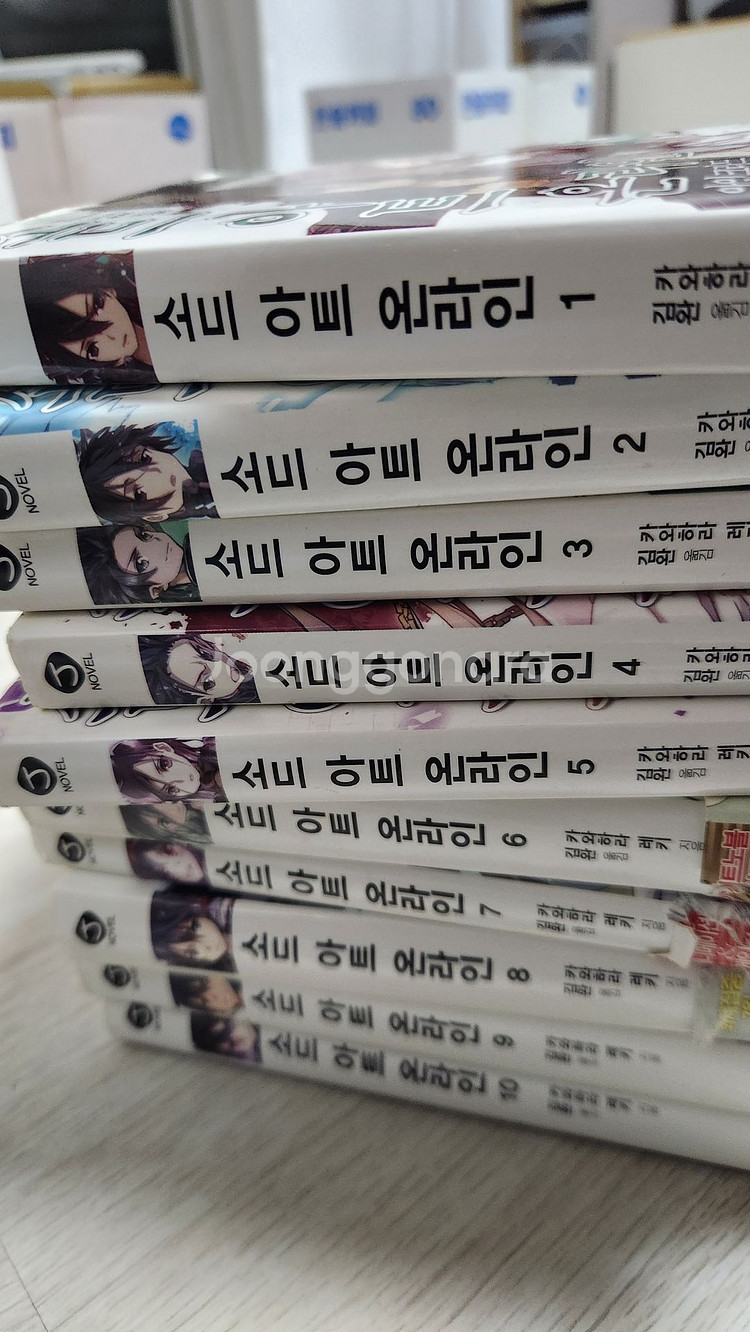 소드 아트 온라인 1
카와하라
김완 옮김
소드 아트 온라인 2
카와
김완
NOVEL
소드 아트 온라인 3
카와하라 레
김완 옮김
NOVEL
소드 아트 온라인 4
카와하
김완 옮김
NOVEL
Joonggonara
소드 아트 온라인 5
카와하라 레키
김완 옮김
NOVEL
소드 아트 온라인 6
카와하라 레키 지음
김완 옮김
소드 아트 온라인 7
카와하라 레키 지음
김완 옮김
NOVEL
소드 아트 온라인 8
카와하라 레키 지음
김완 옮김
NOVEL
소드 아트 온라인 9
카와하라 레키
소드 아트 온라인 10
카와하라 레키